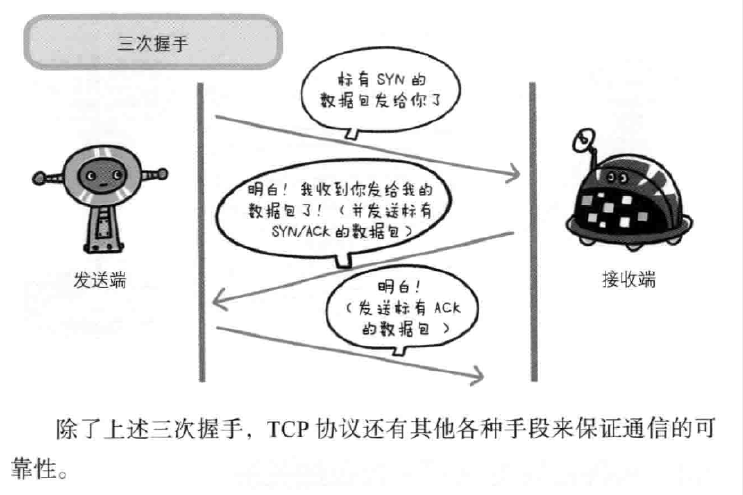 三次握手
标有 SYN 的
数据包发给你了
明白！我收到你发给我的
数据包了！（并发送标有
SYN/ACK 的数据包）
发送端
接收端
明白！
（发送标有 ACK
的数据包）
除了上述三次握手，TCP 协议还有其他各种手段来保证通信的可
靠性。